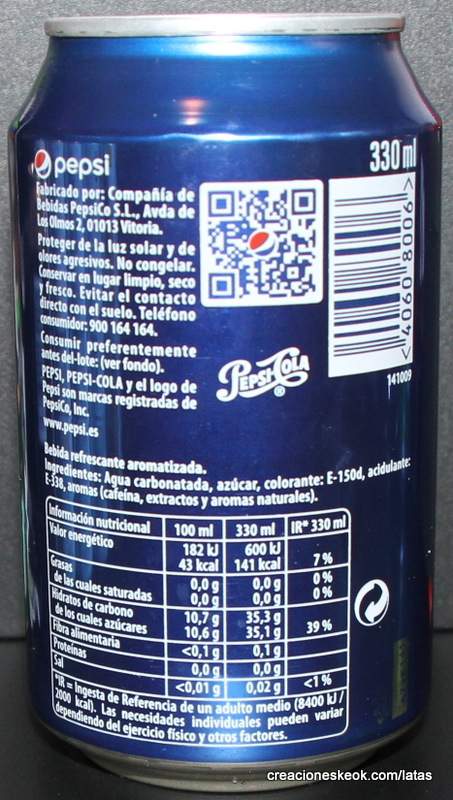 pepsi
330 ml
Fabricado por: Compañía de
Bebidas PepsiCo S.L., Avda de
Los Olmos 2, 01013 Vitoria.
Proteger de la luz solar y de
olores agresivos. No congelar.
Conservar en lugar limpio, seco
y fresco. Evitar el contacto
directo con el suelo. Teléfono
consumidor: 900 164 164.
Consumir preferentemente
antes del-lote: (ver fondo).
PEPSI, PEPSI-COLA y el logo de
Pepsi son marcas registradas de
PepsiCo, Inc.
www.pepsi.es
PEPSI-COLA ®
<4060 8006>
141009
Bebida refrescante aromatizada.
Ingredientes: Agua carbonatada, azúcar, colorante: E-150d, acidulante:
E-338, aromas (cafeína, extractos y aromas naturales).
Información nutricional 100 ml 330 ml IR* 330 ml
Valor energético 182 kJ 600 kJ
43 kcal 141 kcal 7 %
Grasas 0,0 g 0,0 g 0 %
de las cuales saturadas 0,0 g 0,0 g 0 %
Hidratos de carbono 10,7 g 35,3 g
de los cuales azúcares 10,6 g 35,1 g 39 %
Fibra alimentaria <0,1 g 0,1 g
Proteínas 0,0 g 0,0 g
Sal <0,01 g 0,02 g <1 %
*IR = Ingesta de Referencia de un adulto medio (8400 kJ /
2000 kcal). Las necesidades individuales pueden variar
dependiendo del ejercicio físico y otros factores.
creacioneskeok.com/latas